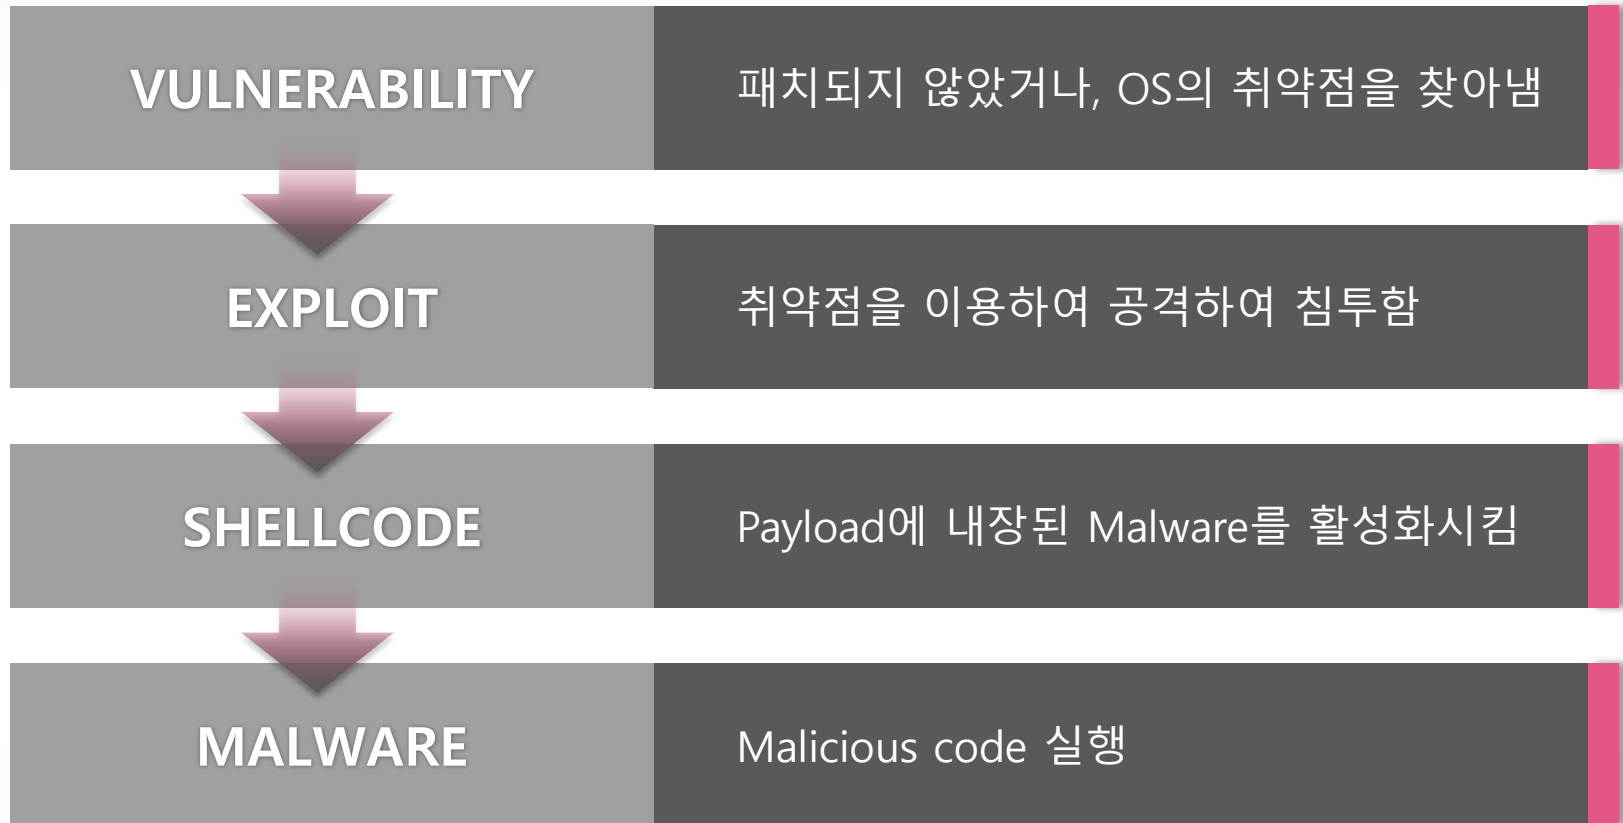 VULNERABILITY
패치되지 않았거나, OS의 취약점을 찾아냄
EXPLOIT
취약점을 이용하여 공격하여 침투함
SHELLCODE
Payload에 내장된 Malware를 활성화시킴
MALWARE
Malicious code 실행